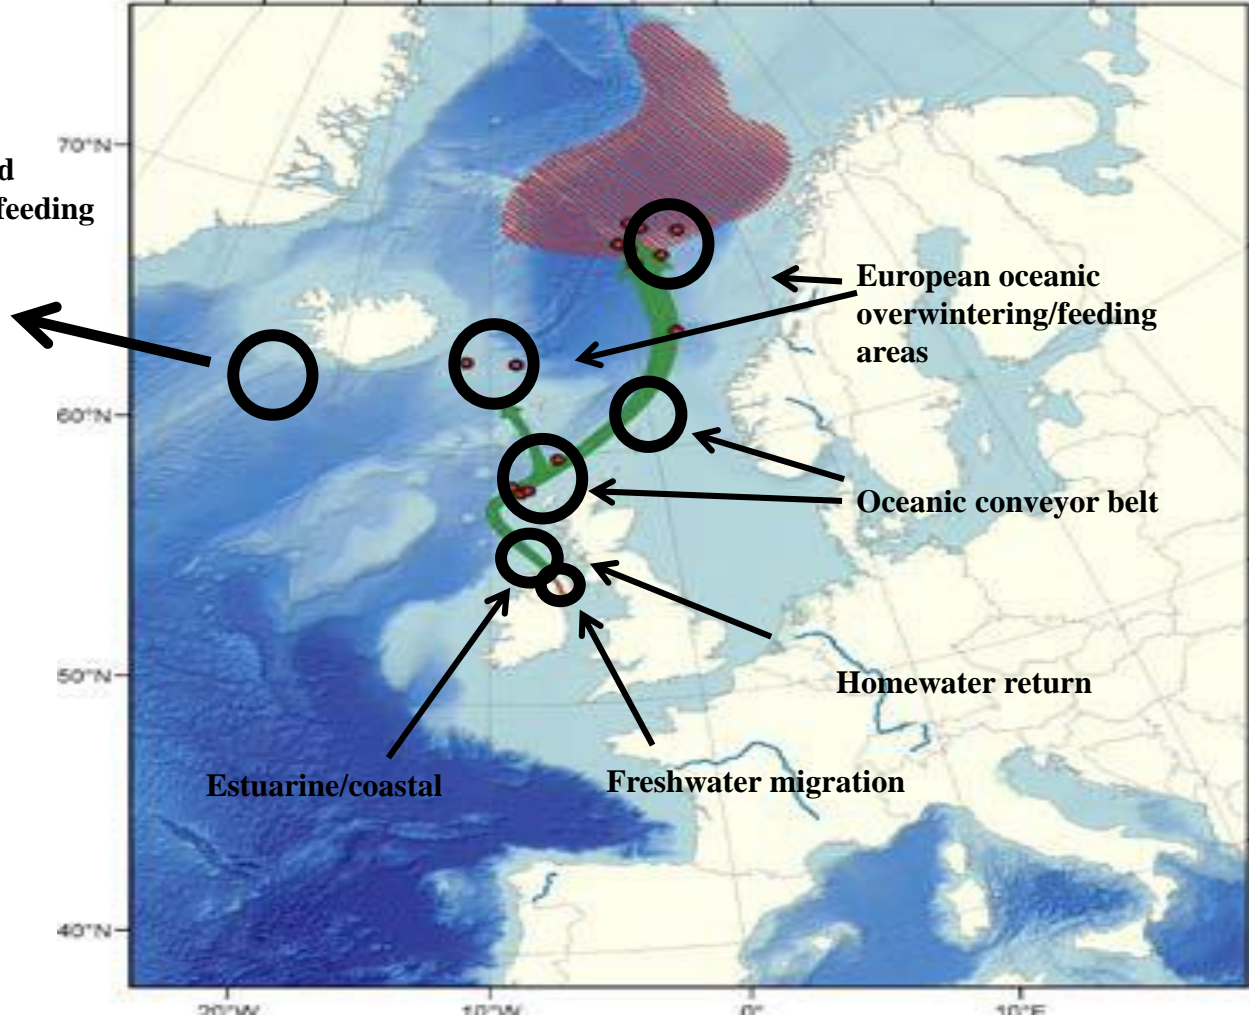 70°N
d
feeding
European oceanic
overwintering/feeding
areas
60°N
Oceanic conveyor belt
50°N
Homewater return
Estuarine/coastal
Freshwater migration
40°N
20°W 10°W 0° 10°E